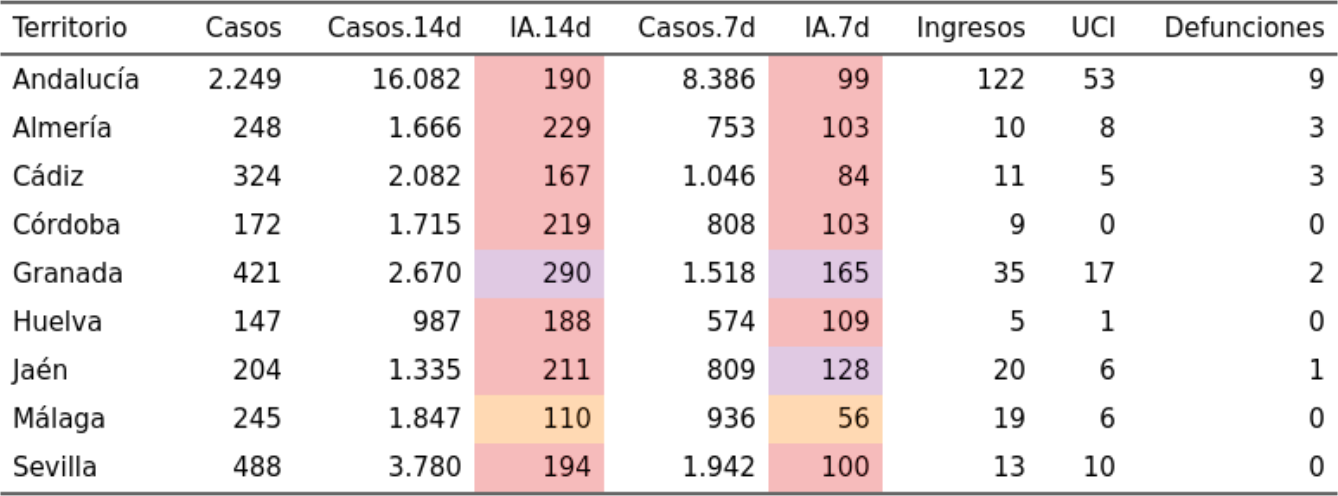 Territorio Casos Casos.14d IA.14d Casos.7d IA.7d Ingresos UCI Defunciones
Andalucía 2.249 16.082 190 8.386 99 122 53 9
Almería 248 1.666 229 753 103 10 8 3
Cádiz 324 2.082 167 1.046 84 11 5 3
Córdoba 172 1.715 219 808 103 9 0 0
Granada 421 2.670 290 1.518 165 35 17 2
Huelva 147 987 188 574 109 5 1 0
Jaén 204 1.335 211 809 128 20 6 1
Málaga 245 1.847 110 936 56 19 6 0
Sevilla 488 3.780 194 1.942 100 13 10 0